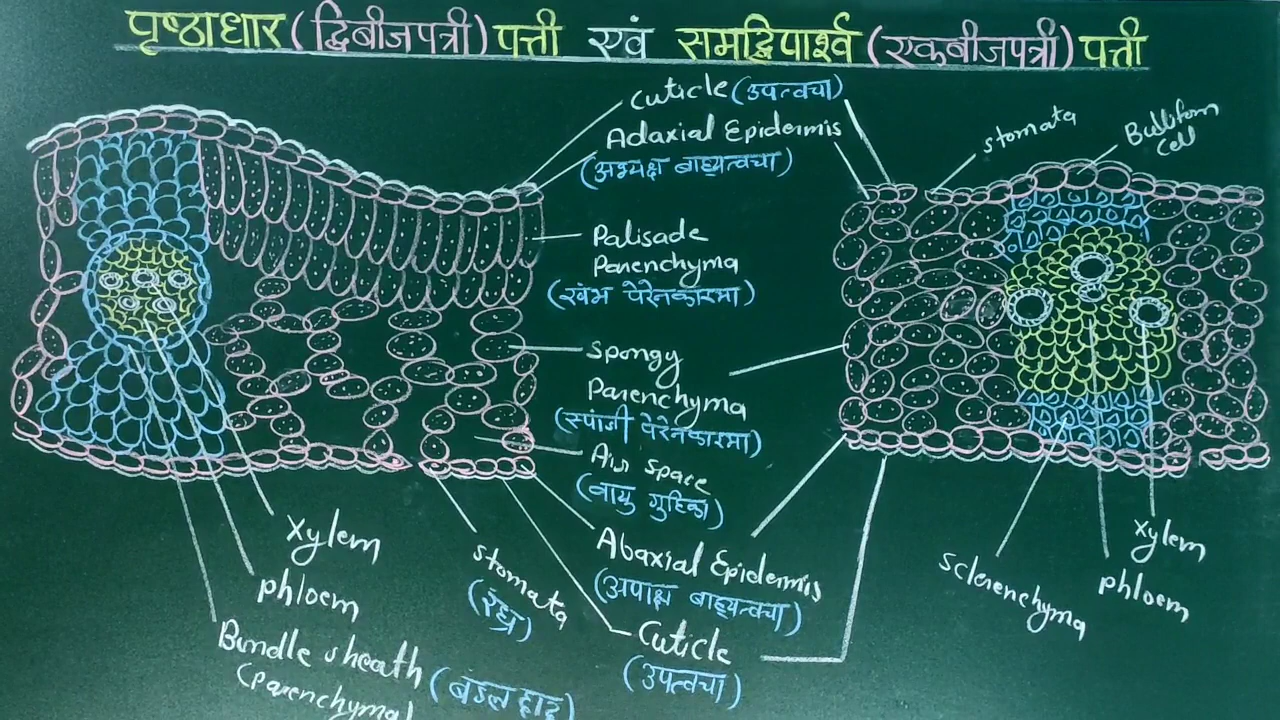 पृष्ठाधार (द्विबीजपत्री) पत्ती एवं समद्विपार्श्व (एकबीजपत्री) पत्ती
Cuticle (उपत्वचा)
Adaxial Epidermis
(अभ्यक्ष बाह्यत्वचा)
Palisade
Parenchyma
(खंभ पेरेनकाइमा)
Spongy
Parenchyma
(स्पांजी पेरेनकाइमा)
Air space
(वायु गुहिका)
Abaxial Epidermis
(अपाक्ष बाह्यत्वचा)
Cuticle
(उपत्वचा)
stomata
(रंध्र)
xylem
phloem
Bundle sheath
(Parenchyma)
stomata
Bulliform
cell
sclerenchyma
xylem
phloem